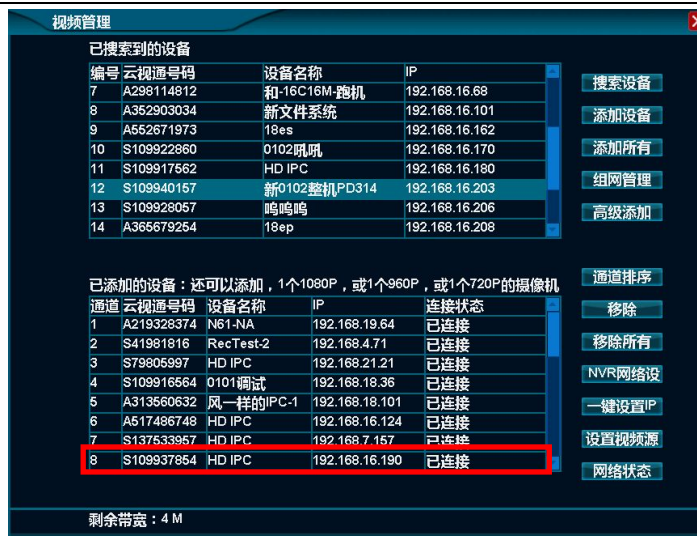 视频管理
已搜索到的设备
编号 云视通号码 设备名称 IP
7 A298114812 和-16C16M-跑机 192.168.16.68
8 A352903034 新文件系统 192.168.16.101
9 A552671973 18es 192.168.16.162
10 S109922860 0102吼吼 192.168.16.170
11 S109917562 HD IPC 192.168.16.180
12 S109940157 新0102整机PD314 192.168.16.203
13 S109928057 呜呜呜 192.168.16.206
14 A365679254 18ep 192.168.16.208
搜索设备
添加设备
添加所有
组网管理
高级添加
已添加的设备：还可以添加，1个1080P，或1个960P，或1个720P的摄像机
通道 云视通号码 设备名称 IP 连接状态
1 A219328374 N61-NA 192.168.19.64 已连接
2 S41981816 RecTest-2 192.168.4.71 已连接
3 S79805997 HD IPC 192.168.21.21 已连接
4 S109916564 0101调试 192.168.18.36 已连接
5 A313560632 风一样的IPC-1 192.168.18.101 已连接
6 A517486748 HD IPC 192.168.16.124 已连接
7 S137533957 HD IPC 192.168.7.157 已连接
8 S109937854 HD IPC 192.168.16.190 已连接
通道排序
移除
移除所有
NVR网络设
一键设置IP
设置视频源
网络状态
剩余带宽：4 M